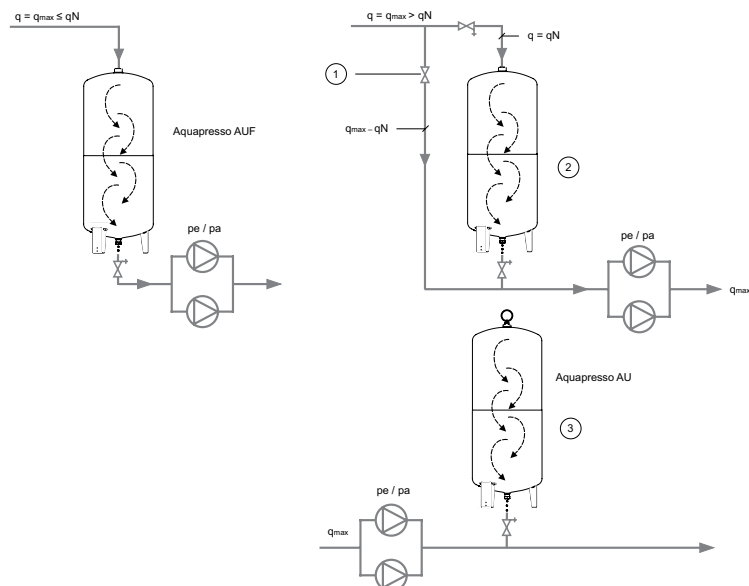 q = qmax ≤ qN
Aquapresso AUF
pe / pa
q = qmax > qN
q = qN
1
qmax – qN
2
pe / pa
qmax
Aquapresso AU
3
pe / pa
qmax